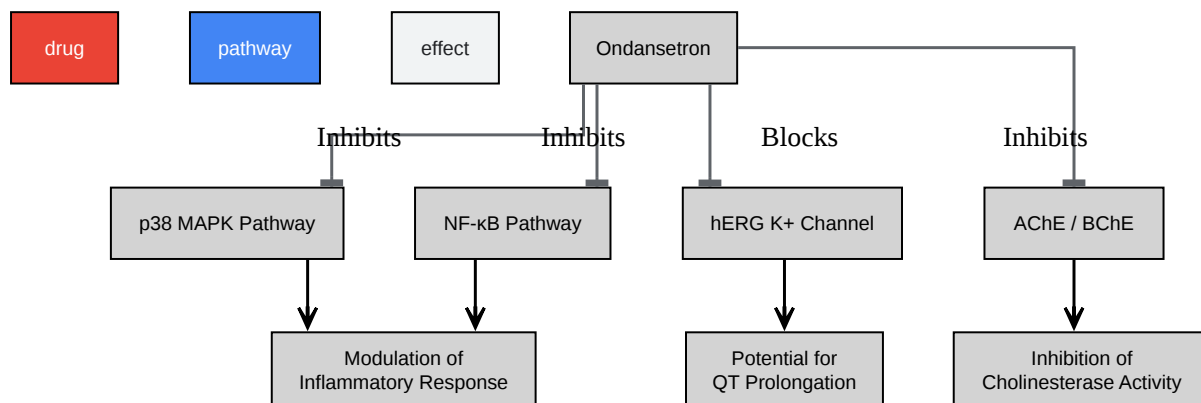 drug
pathway
effect
Ondansetron
Inhibits
Inhibits
Blocks
Inhibits
p38 MAPK Pathway
NF-κB Pathway
hERG K+ Channel
AChE / BChE
Modulation of
Inflammatory Response
Potential for
QT Prolongation
Inhibition of
Cholinesterase Activity